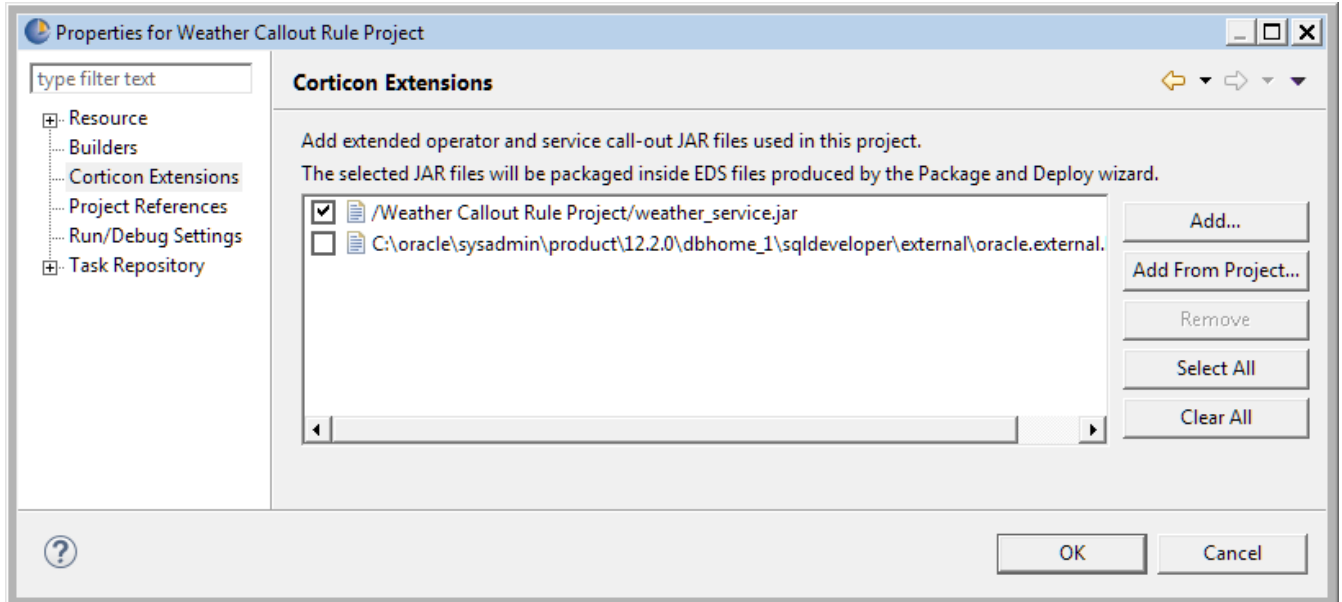 Properties for Weather Callout Rule Project
type filter text
Corticon Extensions
Resource
Builders
Corticon Extensions
Project References
Run/Debug Settings
Task Repository
Add extended operator and service call-out JAR files used in this project.
The selected JAR files will be packaged inside EDS files produced by the Package and Deploy wizard.
/Weather Callout Rule Project/weather_service.jar
C:\oracle\sysadmin\product\12.2.0\dbhome_1\sqldeveloper\external\oracle.external.
Add...
Add From Project...
Remove
Select All
Clear All
?
OK
Cancel